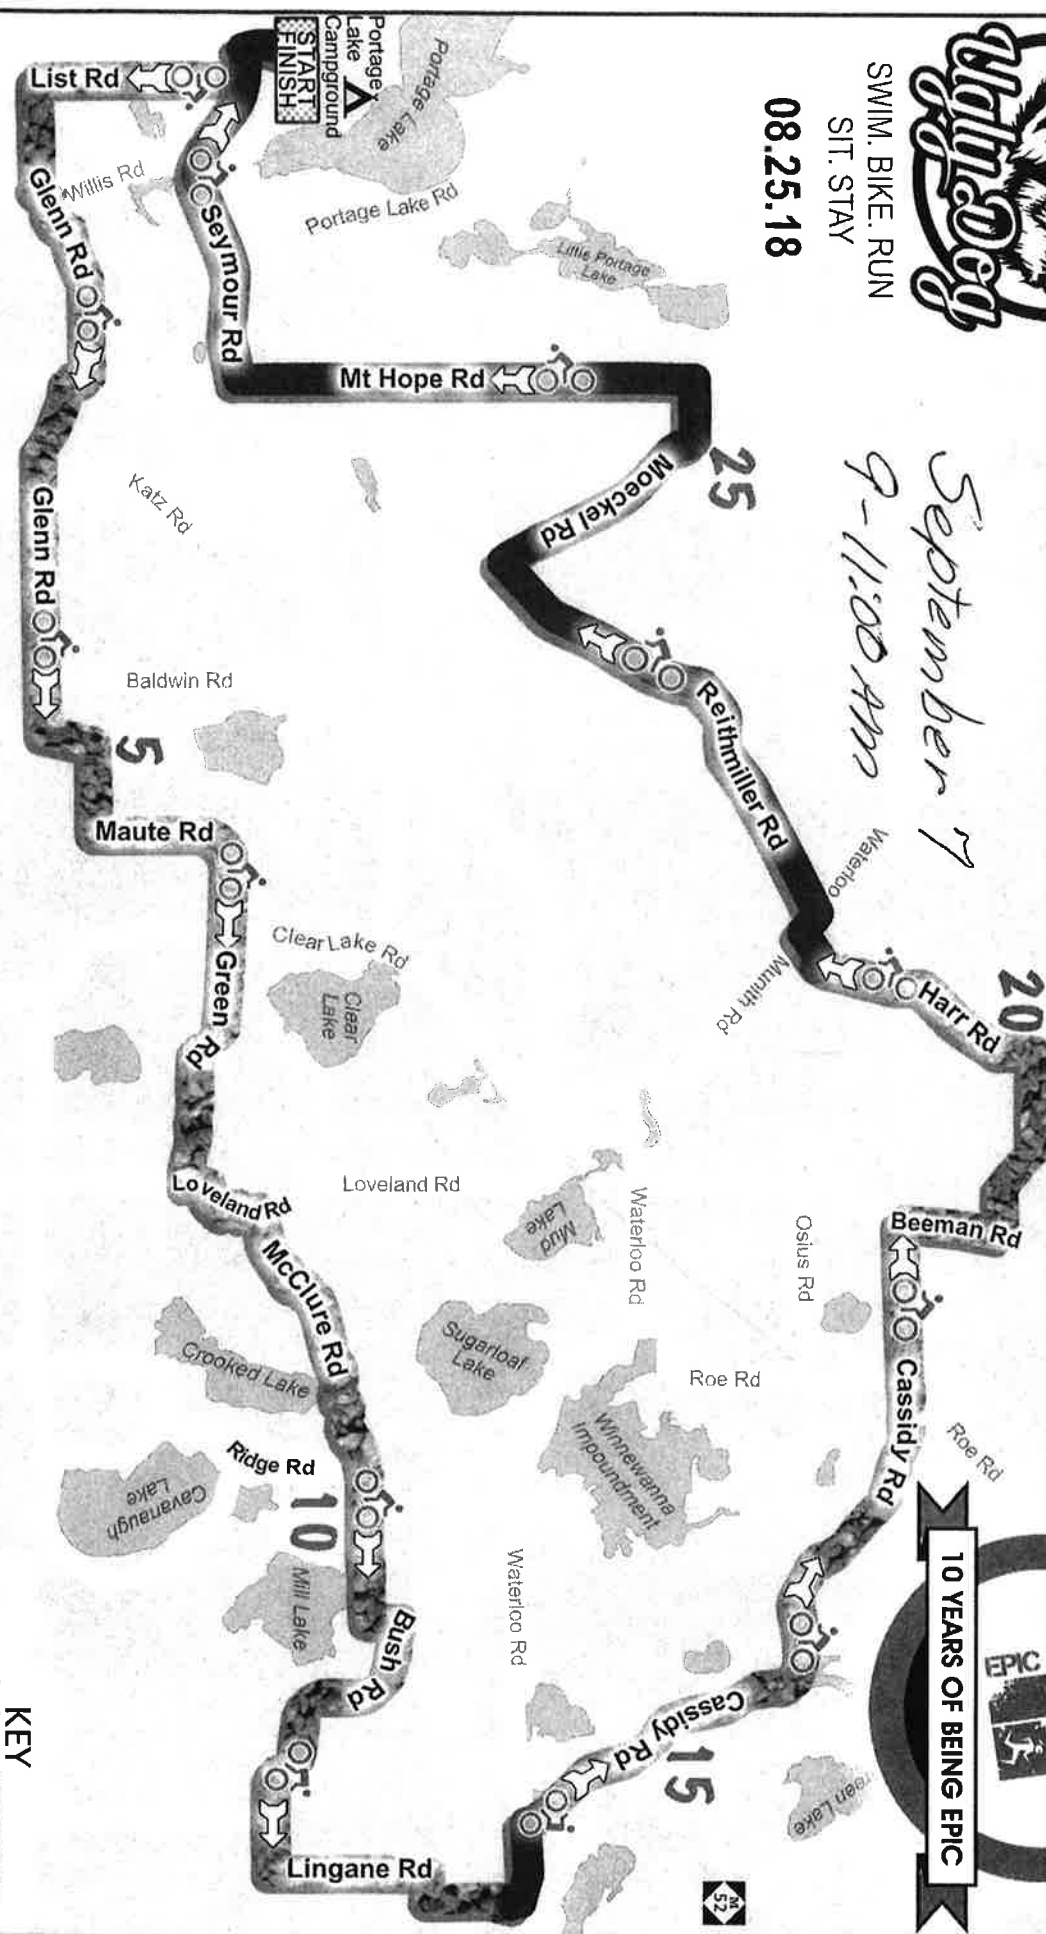 Ugly Dog
SWIM. BIKE. RUN
SIT. STAY
08.25.18
September 7
9-11:00 AM
EPIC
10 YEARS OF BEING EPIC
Portage
Lake
Campground
START
FINISH
Portage Lake
Portage Lake Rd
Little Portage
Lake
List Rd
Willis Rd
Glenn Rd
Seymour Rd
Mt Hope Rd
25
Moeckel Rd
Katz Rd
Glenn Rd
Baldwin Rd
5
Reithmiller Rd
Waterloo
Munith Rd
Harr Rd
20
Maute Rd
Green Rd
Clear Lake Rd
Clear
Lake
Loveland Rd
Loveland Rd
McClure Rd
Mud
Lake
Waterloo Rd
Osius Rd
Beeman Rd
Cassidy Rd
Roe Rd
Roe Rd
Sugarloaf
Lake
Winnewanna
Impoundment
Crooked Lake
Ridge Rd
Cavanaugh
Lake
10
Mill Lake
Bush Rd
Waterloo Rd
Cassidy Rd
15
Lake
Lingane Rd
M
52
KEY